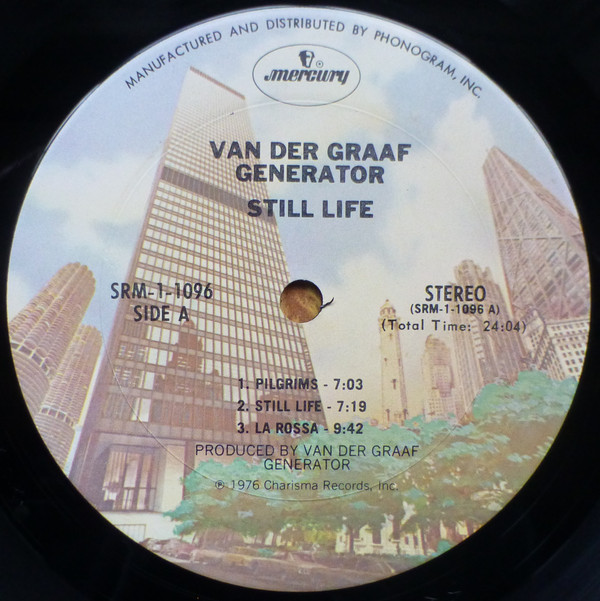 MANUFACTURED AND DISTRIBUTED BY PHONOGRAM, INC.
mercury
®
VAN DER GRAAF
GENERATOR
STILL LIFE
SRM-1-1096
SIDE A
STEREO
(SRM-1-1096 A)
(Total Time: 24:04)
1. PILGRIMS - 7:03
2. STILL LIFE - 7:19
3. LA ROSSA - 9:42
PRODUCED BY VAN DER GRAAF
GENERATOR
℗ 1976 Charisma Records, Inc.